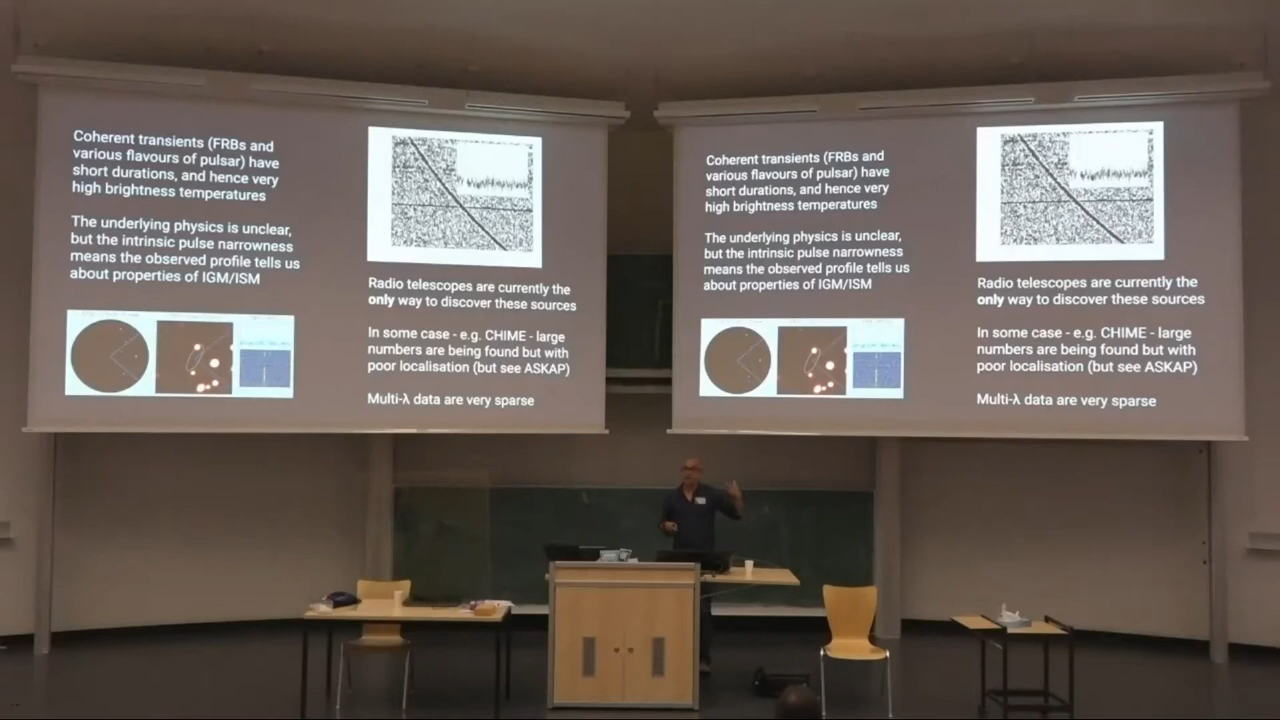 Coherent transients (FRBs and
various flavours of pulsar) have
short durations, and hence very
high brightness temperatures
The underlying physics is unclear,
but the intrinsic pulse narrowness
means the observed profile tells us
about properties of IGM/ISM
Radio telescopes are currently the
only way to discover these sources
In some case - e.g. CHIME - large
numbers are being found but with
poor localisation (but see ASKAP)
Multi-λ data are very sparse
Coherent transients (FRBs and
various flavours of pulsar) have
short durations, and hence very
high brightness temperatures
The underlying physics is unclear,
but the intrinsic pulse narrowness
means the observed profile tells us
about properties of IGM/ISM
Radio telescopes are currently the
only way to discover these sources
In some case - e.g. CHIME - large
numbers are being found but with
poor localisation (but see ASKAP)
Multi-λ data are very sparse